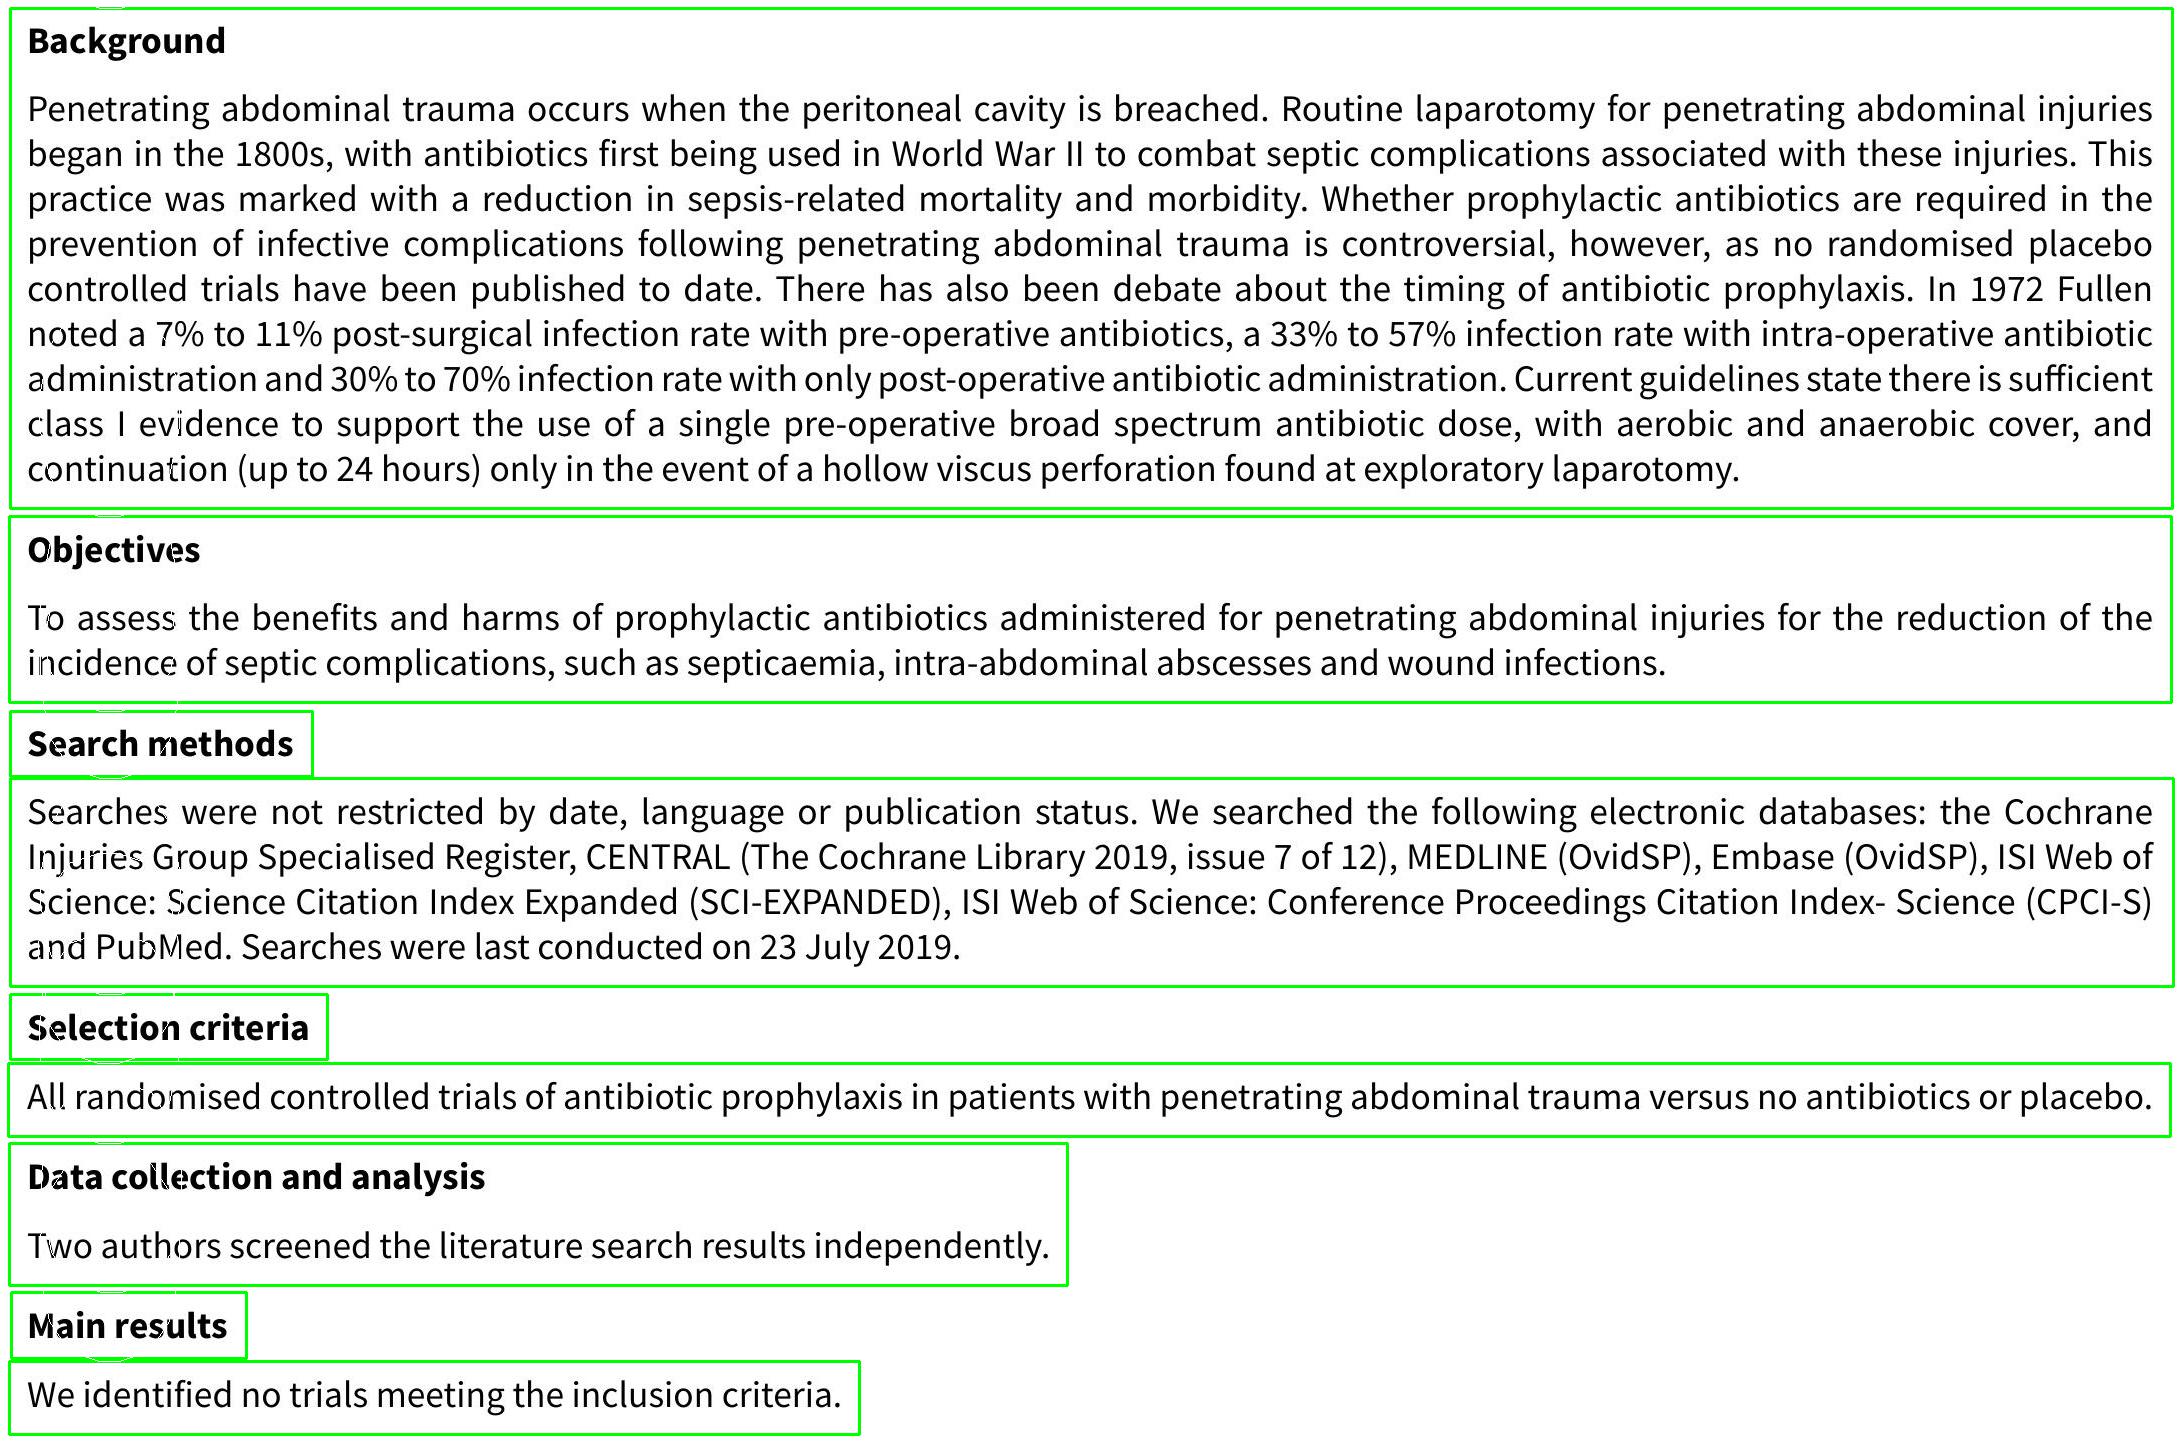 Background
Penetrating abdominal trauma occurs when the peritoneal cavity is breached. Routine laparotomy for penetrating abdominal injuries
began in the 1800s, with antibiotics first being used in World War II to combat septic complications associated with these injuries. This
practice was marked with a reduction in sepsis-related mortality and morbidity. Whether prophylactic antibiotics are required in the
prevention of infective complications following penetrating abdominal trauma is controversial, however, as no randomised placebo
controlled trials have been published to date. There has also been debate about the timing of antibiotic prophylaxis. In 1972 Fullen
noted a 7% to 11% post-surgical infection rate with pre-operative antibiotics, a 33% to 57% infection rate with intra-operative antibiotic
administration and 30% to 70% infection rate with only post-operative antibiotic administration. Current guidelines state there is sufficient
class I evidence to support the use of a single pre-operative broad spectrum antibiotic dose, with aerobic and anaerobic cover, and
continuation (up to 24 hours) only in the event of a hollow viscus perforation found at exploratory laparotomy.
Objectives
To assess the benefits and harms of prophylactic antibiotics administered for penetrating abdominal injuries for the reduction of the
incidence of septic complications, such as septicaemia, intra-abdominal abscesses and wound infections.
Search methods
Searches were not restricted by date, language or publication status. We searched the following electronic databases: the Cochrane
Injuries Group Specialised Register, CENTRAL (The Cochrane Library 2019, issue 7 of 12), MEDLINE (OvidSP), Embase (OvidSP), ISI Web of
Science: Science Citation Index Expanded (SCI-EXPANDED), ISI Web of Science: Conference Proceedings Citation Index- Science (CPCI-S)
and PubMed. Searches were last conducted on 23 July 2019.
Selection criteria
All randomised controlled trials of antibiotic prophylaxis in patients with penetrating abdominal trauma versus no antibiotics or placebo.
Data collection and analysis
Two authors screened the literature search results independently.
Main results
We identified no trials meeting the inclusion criteria.